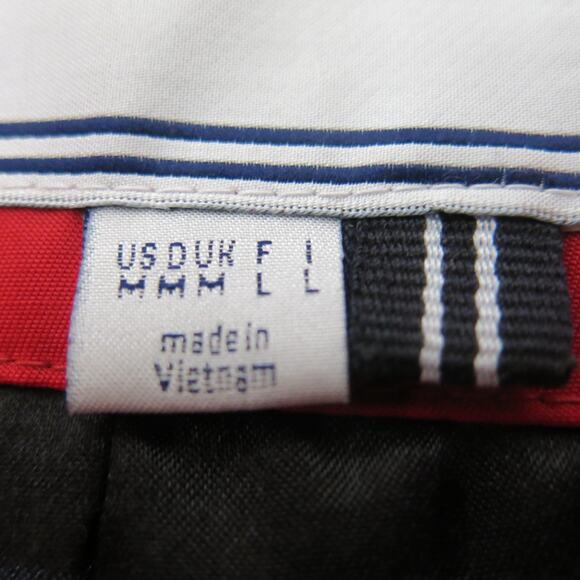 US D UK F I
M M M L L
made in
Vietnam